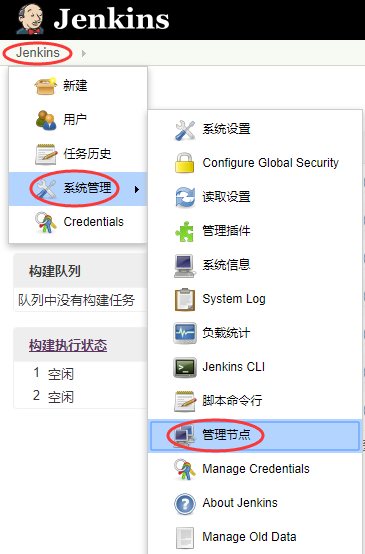 Jenkins
Jenkins
新建
用户
任务历史
系统管理
Credentials
系统设置
Configure Global Security
读取设置
管理插件
系统信息
System Log
负载统计
Jenkins CLI
脚本命令行
管理节点
Manage Credentials
About Jenkins
Manage Old Data
构建队列
队列中没有构建任务
构建执行状态
1 空闲
2 空闲